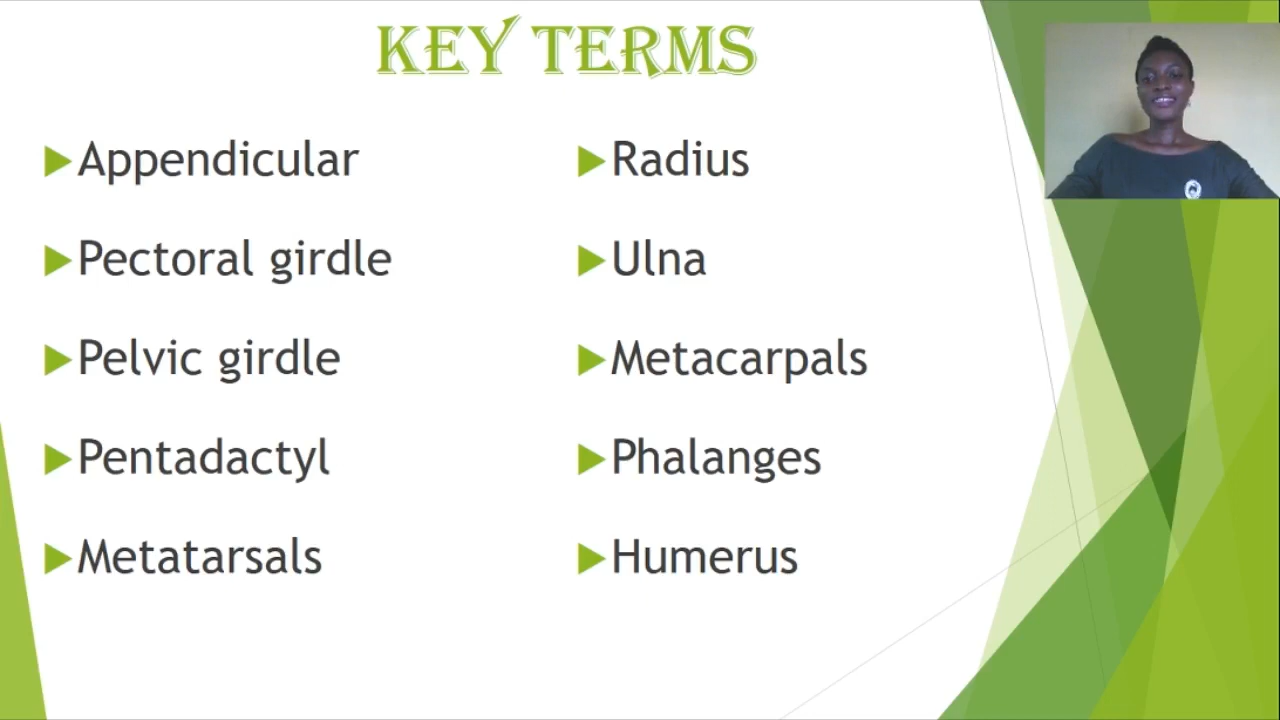 KEY TERMS
Appendicular
Pectoral girdle
Pelvic girdle
Pentadactyl
Metatarsals
Radius
Ulna
Metacarpals
Phalanges
Humerus